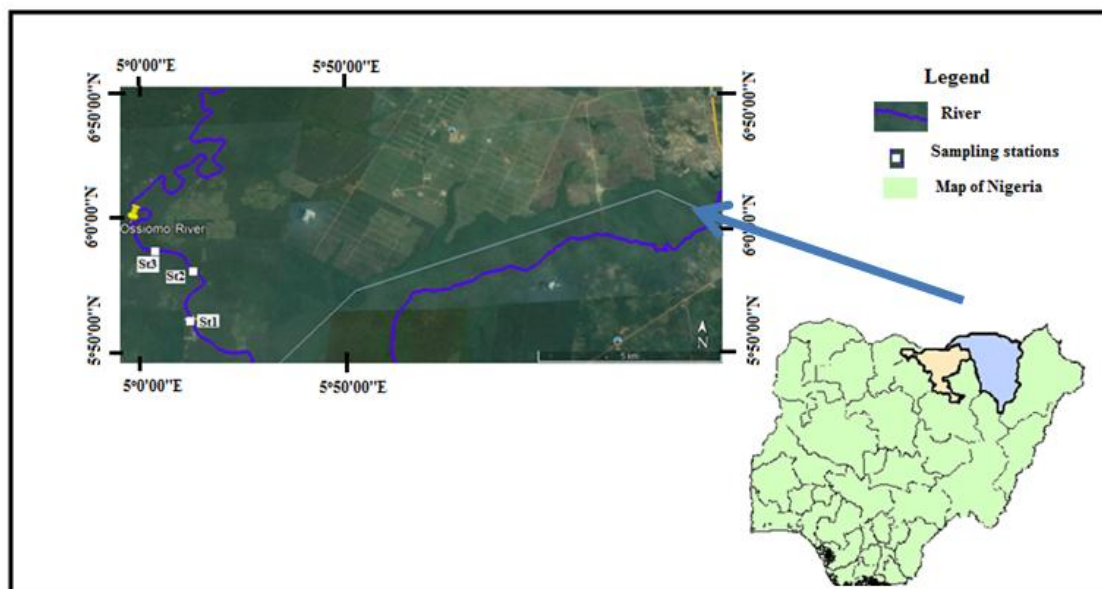 5°0'00''E
5°50'00''E
6°50'00''N
6°50'00''N
6°0'00''N
6°0'00''N
5°50'00''N
5°50'00''N
Ossiomo River
St3
St2
St1
N
5 km
5°0'00''E
5°50'00''E
Legend
River
Sampling stations
Map of Nigeria